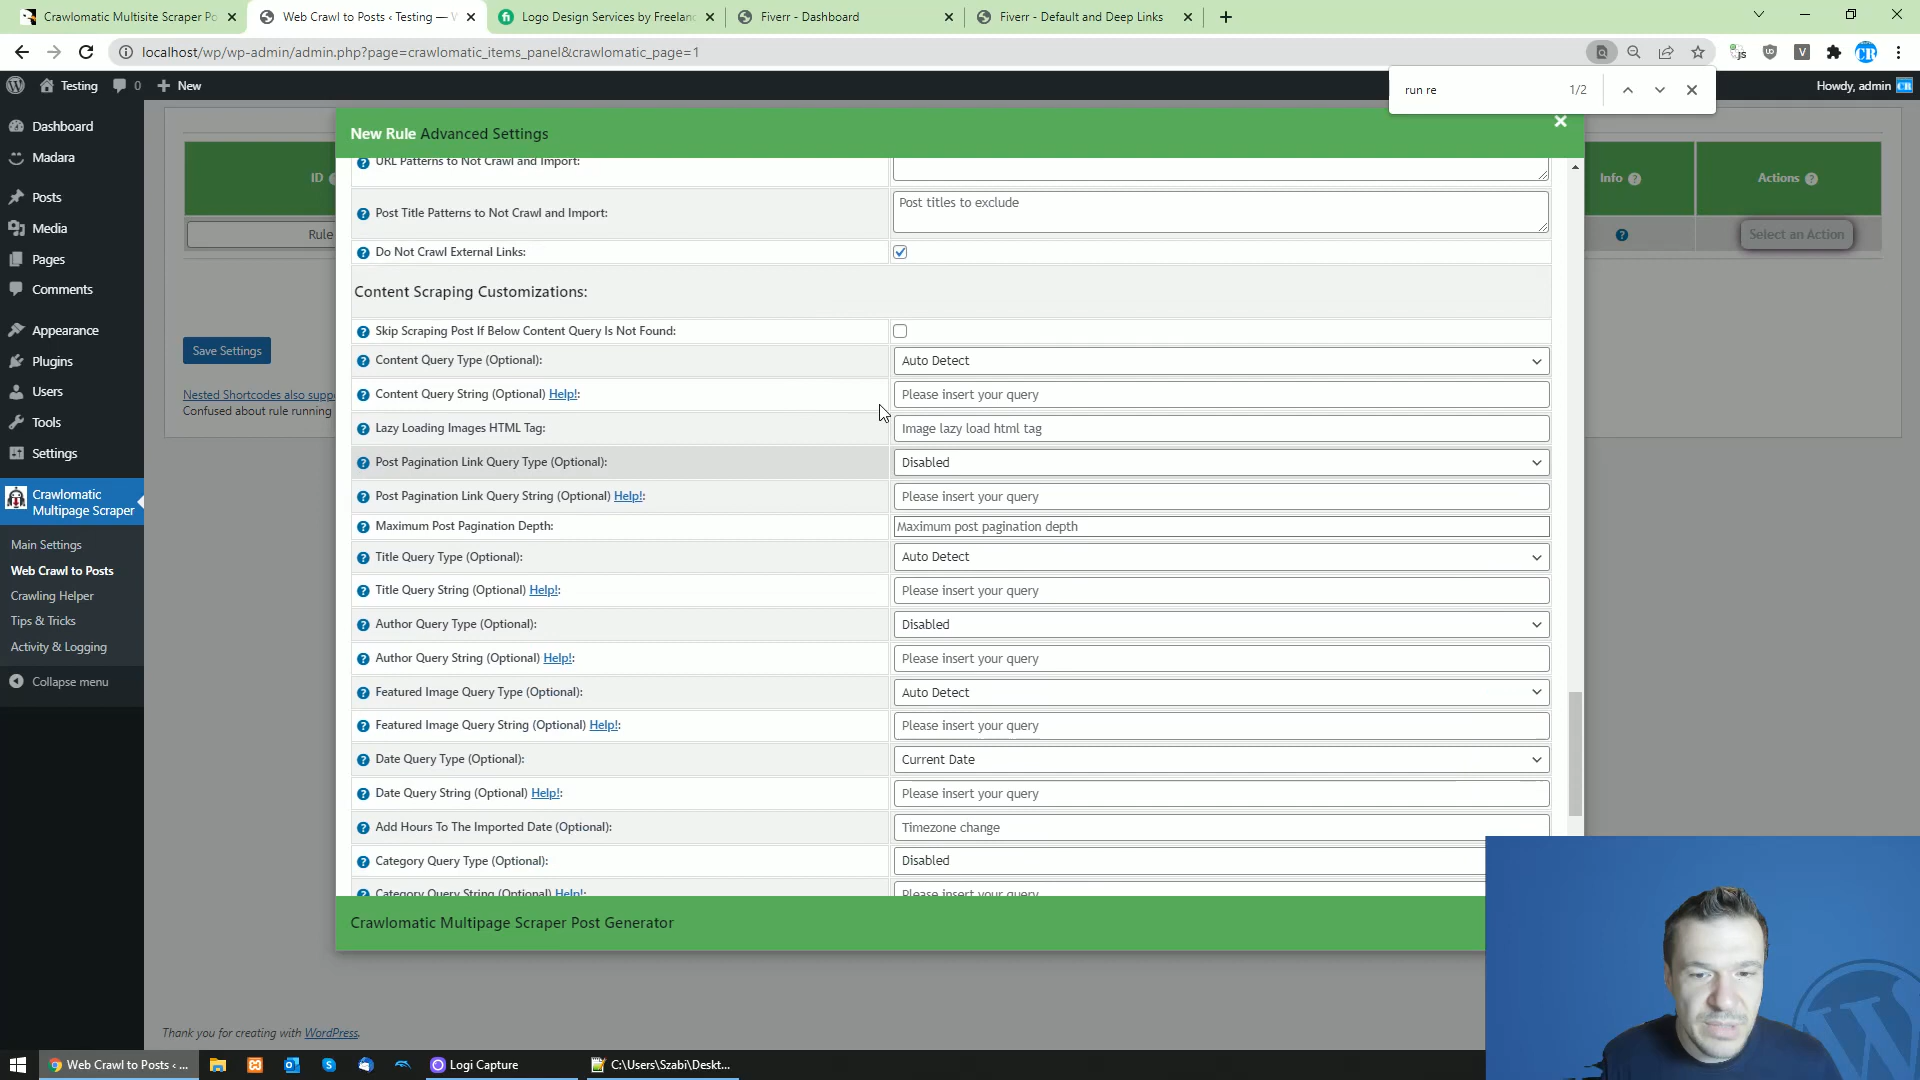 Crawlomatic Multisite Scraper Po
Web Crawl to Posts ‹ Testing —
Logo Design Services by Freelan
Fiverr - Dashboard
Fiverr - Default and Deep Links
localhost/wp/wp-admin/admin.php?page=crawlomatic_items_panel&crawlomatic_page=1
run re
1/2
Testing
0
New
Howdy, admin
Dashboard
Madara
Posts
Media
Pages
Comments
Appearance
Plugins
Users
Tools
Settings
Crawlomatic
Multipage Scraper
Main Settings
Web Crawl to Posts
Crawling Helper
Tips & Tricks
Activity & Logging
Collapse menu
ID
Info
Actions
Rule
Select an Action
Save Settings
Nested Shortcodes also supp
Confused about rule running
New Rule Advanced Settings
URL Patterns to Not Crawl and Import:
Post Title Patterns to Not Crawl and Import:
Post titles to exclude
Do Not Crawl External Links:
Content Scraping Customizations:
Skip Scraping Post If Below Content Query Is Not Found:
Content Query Type (Optional):
Auto Detect
Content Query String (Optional) Help!:
Please insert your query
Lazy Loading Images HTML Tag:
Image lazy load html tag
Post Pagination Link Query Type (Optional):
Disabled
Post Pagination Link Query String (Optional) Help!:
Please insert your query
Maximum Post Pagination Depth:
Maximum post pagination depth
Title Query Type (Optional):
Auto Detect
Title Query String (Optional) Help!:
Please insert your query
Author Query Type (Optional):
Disabled
Author Query String (Optional) Help!:
Please insert your query
Featured Image Query Type (Optional):
Auto Detect
Featured Image Query String (Optional) Help!:
Please insert your query
Date Query Type (Optional):
Current Date
Date Query String (Optional) Help!:
Please insert your query
Add Hours To The Imported Date (Optional):
Timezone change
Category Query Type (Optional):
Disabled
Category Query String (Optional) Help!:
Please insert your query
Crawlomatic Multipage Scraper Post Generator
Thank you for creating with WordPress.
Web Crawl to Posts ‹ ...
Logi Capture
C:\Users\Szabi\Deskt...